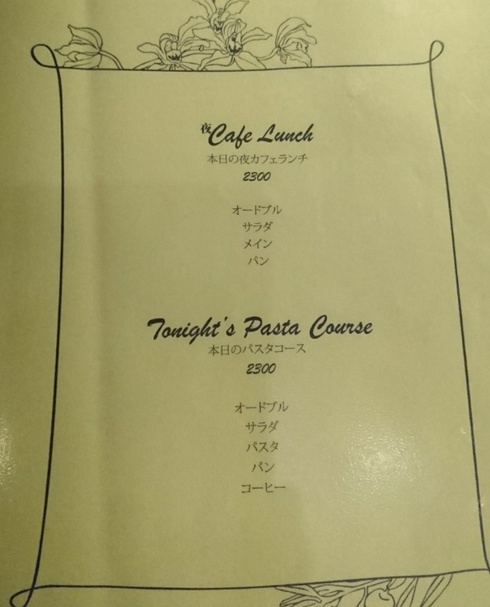 夜Cafe Lunch
本日の夜カフェランチ
2300
オードブル
サラダ
メイン
パン
Tonight's Pasta Course
本日のパスタコース
2300
オードブル
サラダ
パスタ
パン
コーヒー